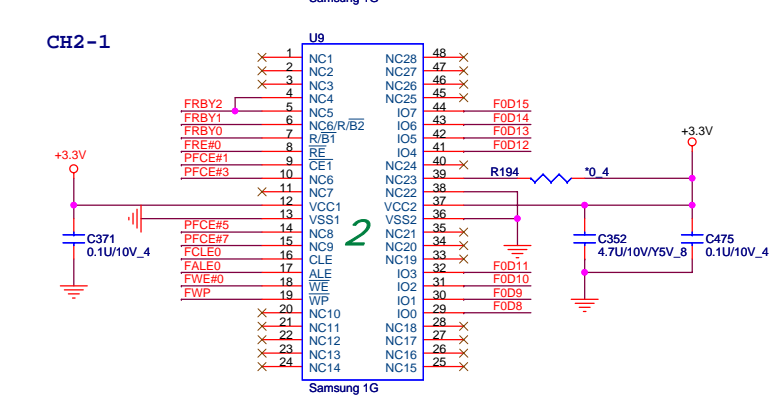 Samsung 1G
CH2-1
U9
1 NC1 NC28 48
2 NC2 NC27 47
3 NC3 NC26 46
4 NC4 NC25 45
FRBY2 5 NC5 IO7 44 F0D15
FRBY1 6 NC6/R/B2 IO6 43 F0D14
FRBY0 7 R/B1 IO5 42 F0D13
FRE#0 8 RE IO4 41 F0D12
PFCE#1 9 CE1 NC24 40
PFCE#3 10 NC6 NC23 39 R194 *0_4
11 NC7 NC22 38
+3.3V 12 VCC1 VCC2 37 +3.3V
13 VSS1 VSS2 36
PFCE#5 14 NC8 NC21 35
PFCE#7 15 NC9 NC20 34
FCLE0 16 CLE NC19 33
FALE0 17 ALE IO3 32 F0D11
FWE#0 18 WE IO2 31 F0D10
FWP 19 WP IO1 30 F0D9
20 NC10 IO0 29 F0D8
21 NC11 NC18 28
22 NC12 NC17 27
23 NC13 NC16 26
24 NC14 NC15 25
2
C371
0.1U/10V_4
C352
4.7U/10V/Y5V_8
C475
0.1U/10V_4
Samsung 1G